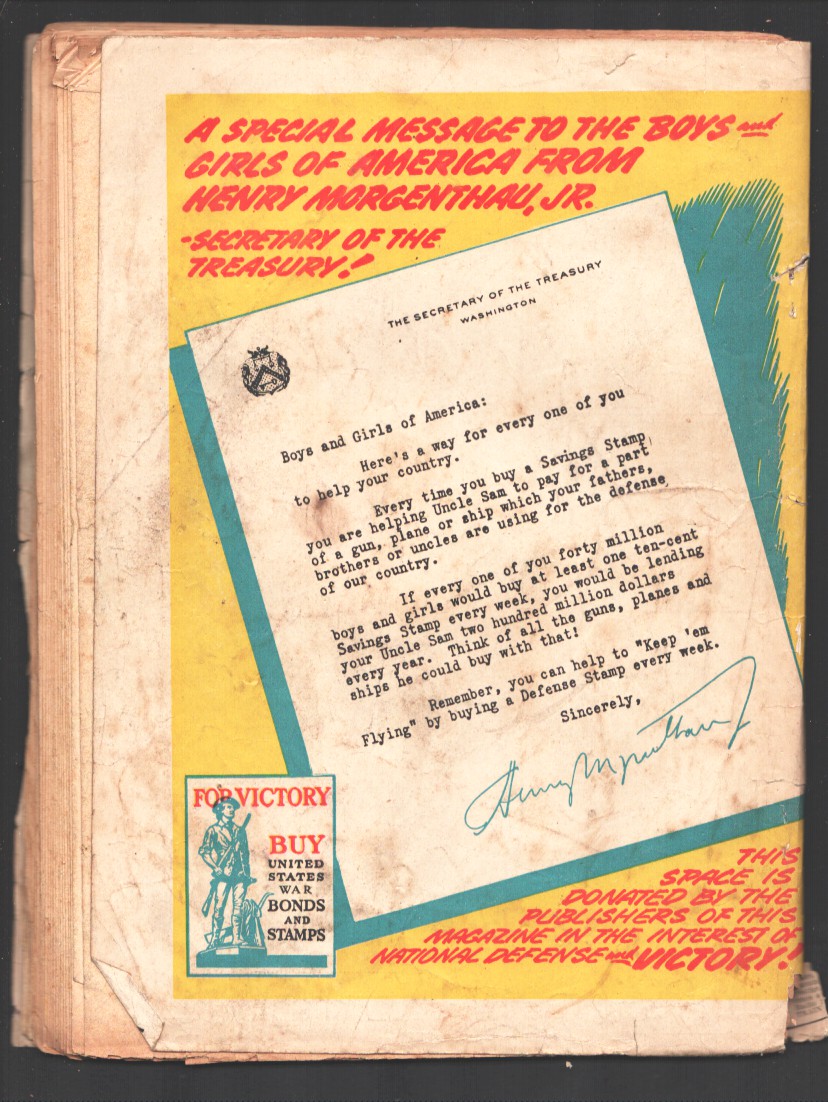 A SPECIAL MESSAGE TO THE BOYS and
GIRLS OF AMERICA FROM
HENRY MORGENTHAU, JR.
-SECRETARY OF THE
TREASURY!
THE SECRETARY OF THE TREASURY
WASHINGTON
Boys and Girls of America:
Here's a way for every one of you
to help your country.
Every time you buy a Savings Stamp
you are helping Uncle Sam to pay for a part
of a gun, plane or ship which your fathers,
brothers or uncles are using for the defense
of our country.
If every one of you forty million
boys and girls would buy at least one ten-cent
Savings Stamp every week, you would be lending
your Uncle Sam two hundred million dollars
every year. Think of all the guns, planes and
ships he could buy with that!
Remember, you can help to "Keep 'em
Flying" by buying a Defense Stamp every week.
Sincerely,
Henry Morgenthau Jr
FOR VICTORY
BUY
UNITED
STATES
WAR
BONDS
AND
STAMPS
THIS
SPACE IS
DONATED BY THE
PUBLISHERS OF THIS
MAGAZINE IN THE INTEREST OF
NATIONAL DEFENSE and VICTORY!